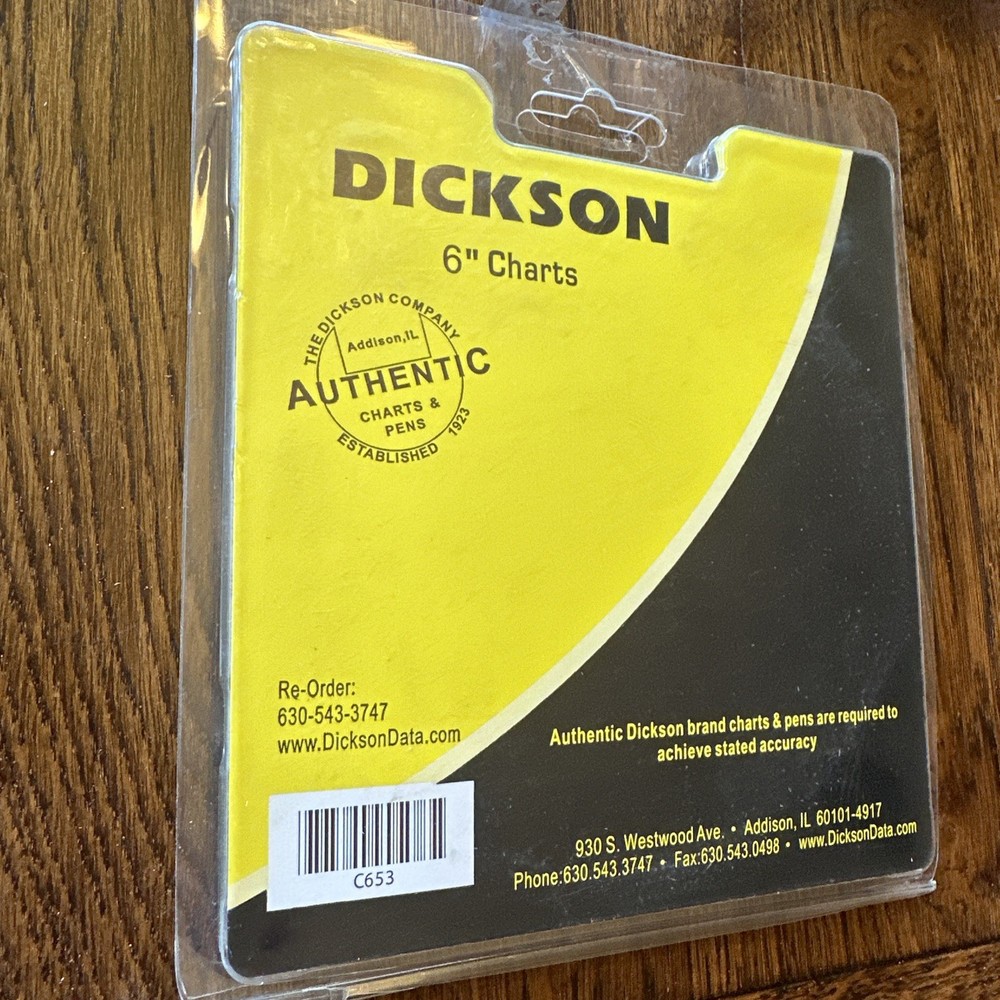 DICKSON
6" Charts
THE DICKSON COMPANY
Addison,IL
AUTHENTIC
CHARTS &
PENS
ESTABLISHED 1923
Re-Order:
630-543-3747
www.DicksonData.com
Authentic Dickson brand charts & pens are required to
achieve stated accuracy
C653
930 S. Westwood Ave. • Addison, IL 60101-4917
Phone:630.543.3747 • Fax:630.543.0498 • www.DicksonData.com